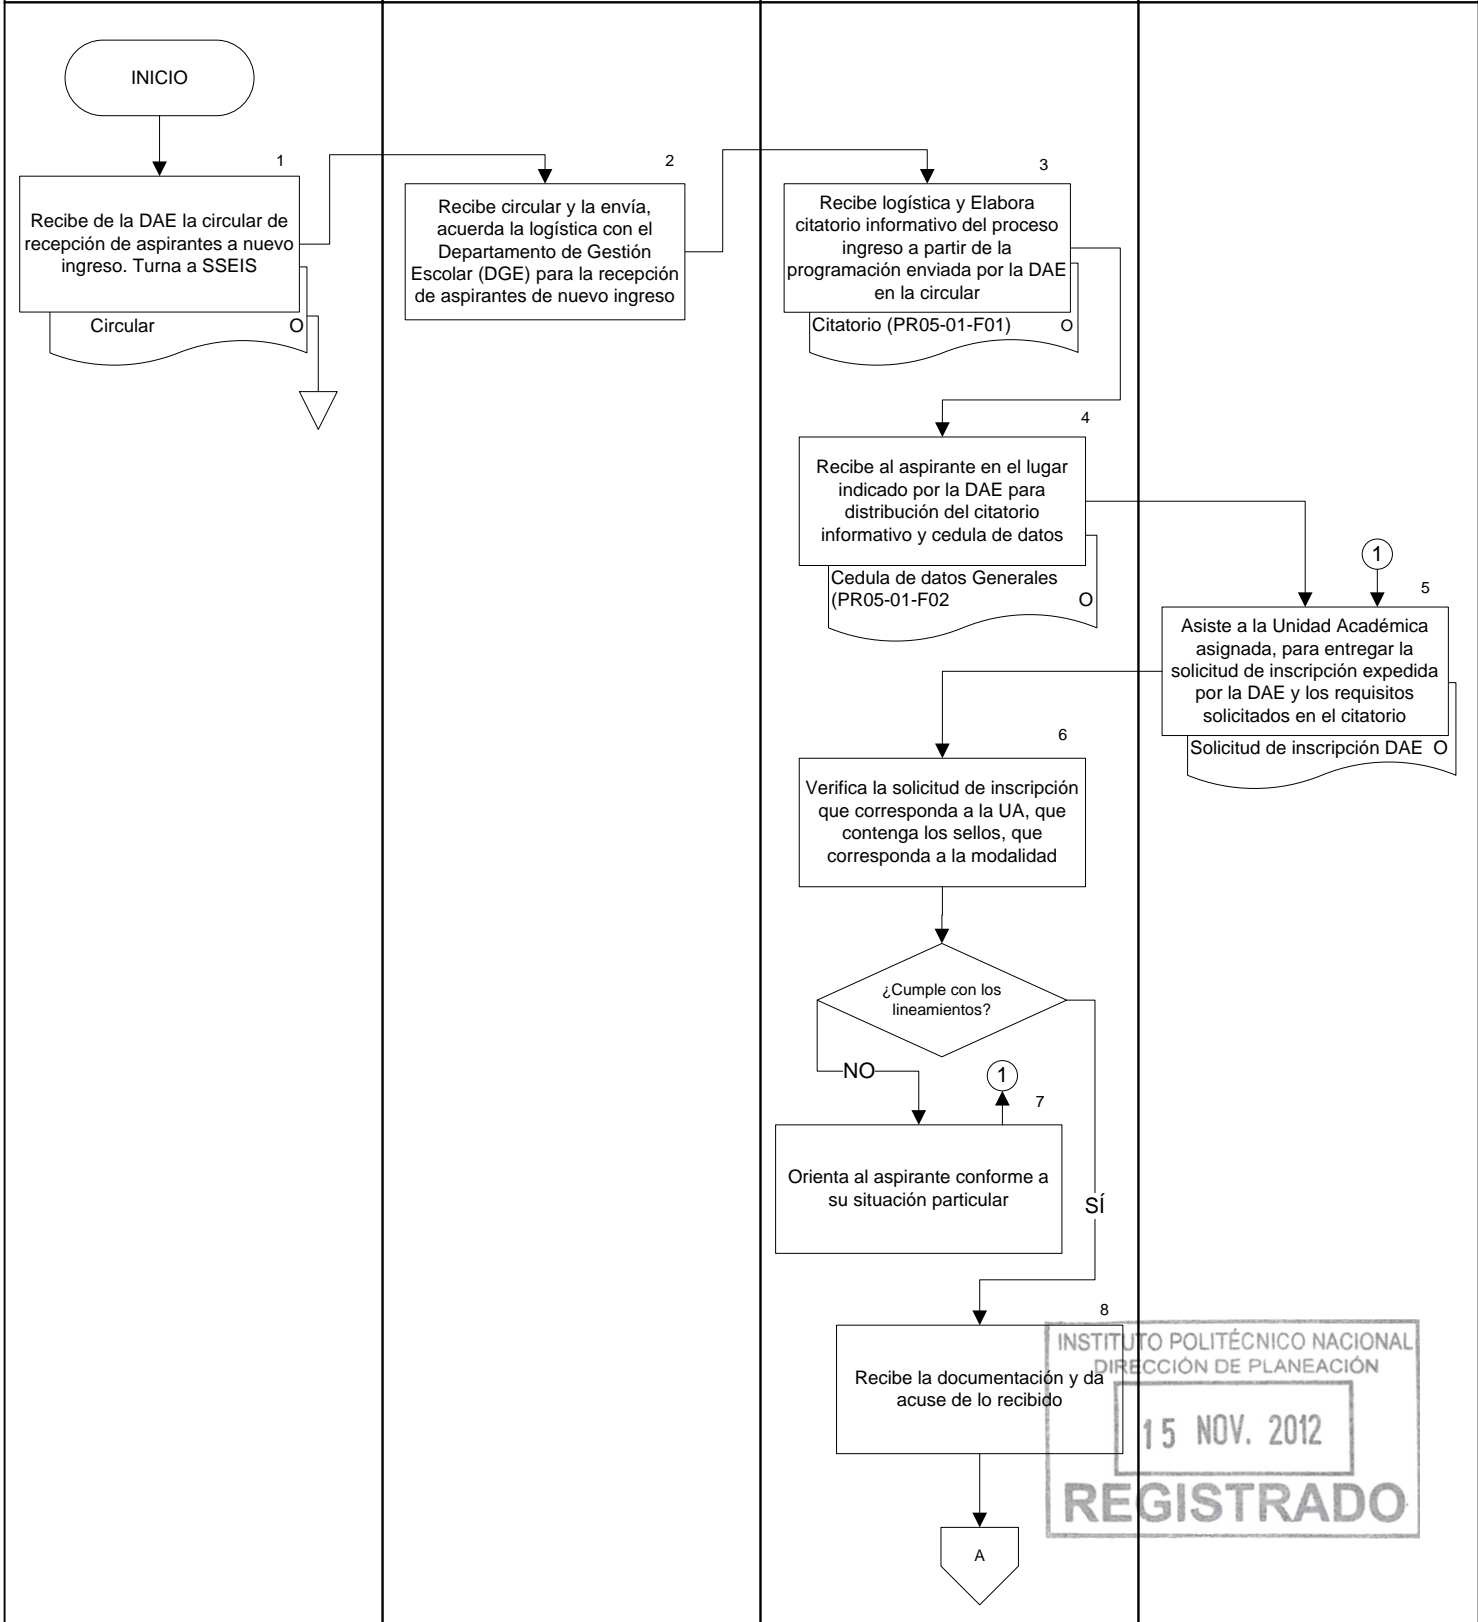 INICIO
1
Recibe de la DAE la circular de
recepción de aspirantes a nuevo
ingreso. Turna a SSEIS
Circular O
2
Recibe circular y la envía,
acuerda la logística con el
Departamento de Gestión
Escolar (DGE) para la recepción
de aspirantes de nuevo ingreso
3
Recibe logística y Elabora
citatorio informativo del proceso
ingreso a partir de la
programación enviada por la DAE
en la circular
Citatorio (PR05-01-F01) O
4
Recibe al aspirante en el lugar
indicado por la DAE para
distribución del citatorio
informativo y cedula de datos
Cedula de datos Generales
(PR05-01-F02 O
1
5
Asiste a la Unidad Académica
asignada, para entregar la
solicitud de inscripción expedida
por la DAE y los requisitos
solicitados en el citatorio
Solicitud de inscripción DAE O
6
Verifica la solicitud de inscripción
que corresponda a la UA, que
contenga los sellos, que
corresponda a la modalidad
¿Cumple con los
lineamientos?
NO
1
7
Orienta al aspirante conforme a
su situación particular
SÍ
8
Recibe la documentación y da
acuse de lo recibido
A
INSTITUTO POLITÉCNICO NACIONAL
DIRECCIÓN DE PLANEACIÓN
15 NOV. 2012
REGISTRADO